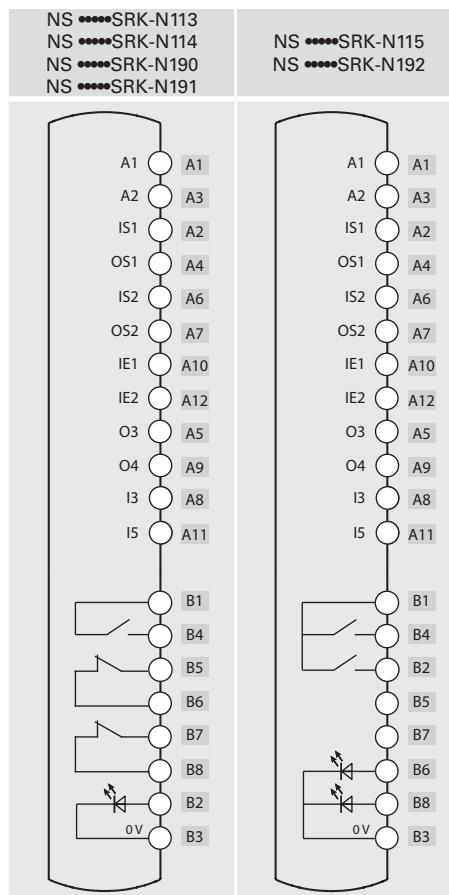 NS •••••SRK-N113
NS •••••SRK-N114
NS •••••SRK-N190
NS •••••SRK-N191
NS •••••SRK-N115
NS •••••SRK-N192
A1 A1
A2 A3
IS1 A2
OS1 A4
IS2 A6
OS2 A7
IE1 A10
IE2 A12
O3 A5
O4 A9
I3 A8
I5 A11
B1
B4
B5
B6
B7
B8
B2
0 V B3
A1 A1
A2 A3
IS1 A2
OS1 A4
IS2 A6
OS2 A7
IE1 A10
IE2 A12
O3 A5
O4 A9
I3 A8
I5 A11
B1
B4
B2
B5
B7
B6
B8
0 V B3